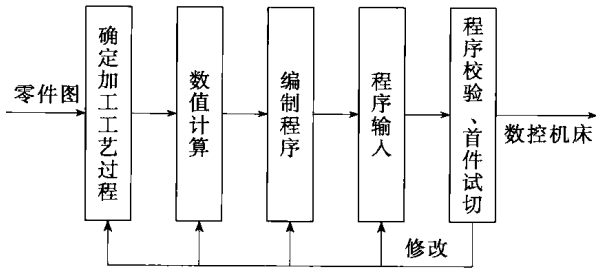 零件图
确定加工工艺过程
数值计算
编制程序
程序输入
程序校验、首件试切
数控机床
修改